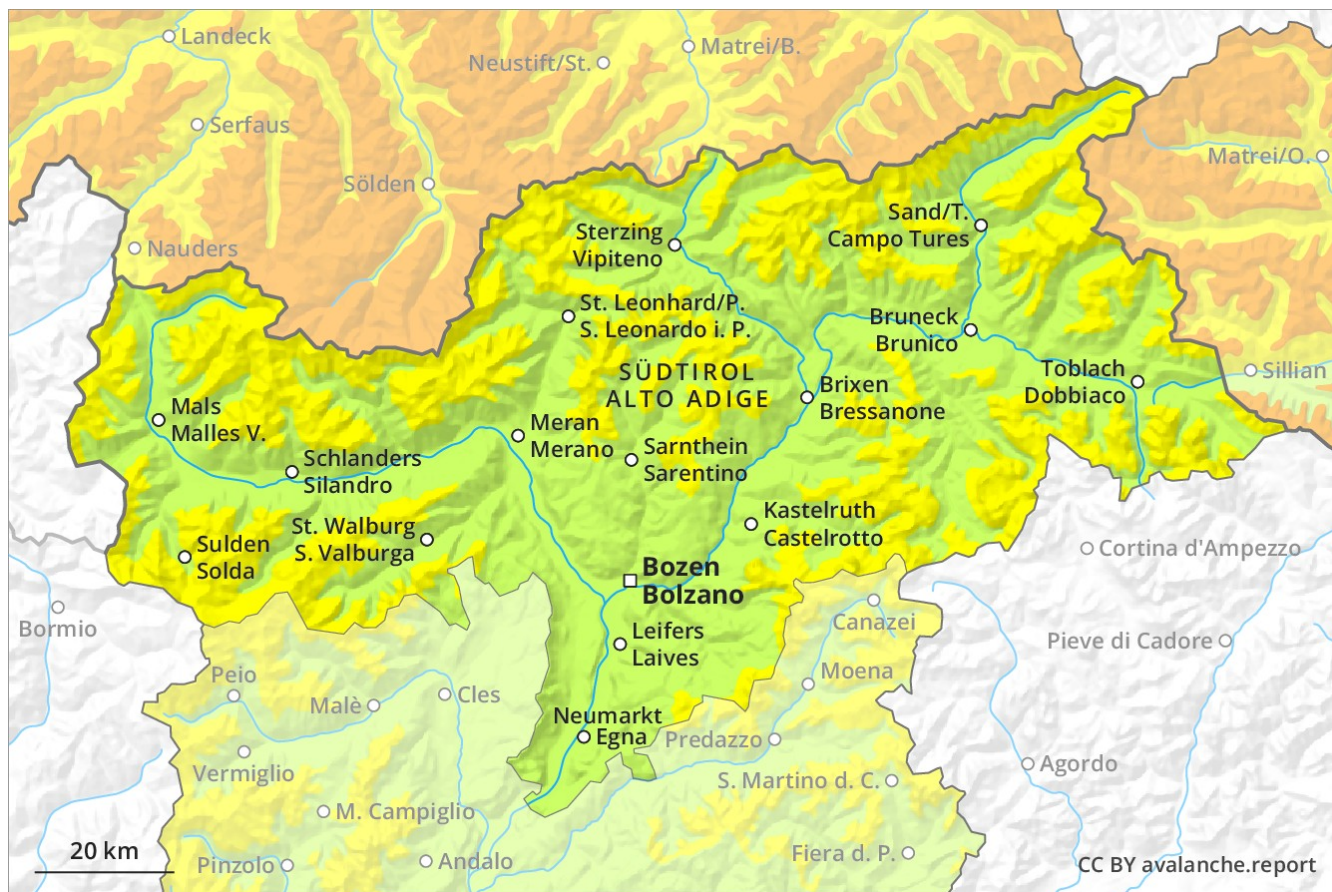 Landeck
Matrei/B.
Neustift/St.
Serfaus
Matrei/O.
Sölden
Sand/T.
Campo Tures
Sterzing
Vipiteno
Nauders
St. Leonhard/P.
S. Leonardo i. P.
Bruneck
Brunico
SÜDTIROL
ALTO ADIGE
Toblach
Dobbiaco
Sillian
Brixen
Bressanone
Mals
Malles V.
Meran
Merano
Sarnthein
Sarentino
Schlanders
Silandro
Kastelruth
Castelrotto
St. Walburg
S. Valburga
Sulden
Solda
Cortina d'Ampezzo
Bozen
Bolzano
Bormio
Canazei
Leifers
Laives
Pieve di Cadore
Peio
Moena
Malè
Cles
Neumarkt
Egna
Predazzo
Vermiglio
Agordo
S. Martino d. C.
M. Campiglio
20 km
Pinzolo
Andalo
Fiera d. P.
CC BY avalanche.report